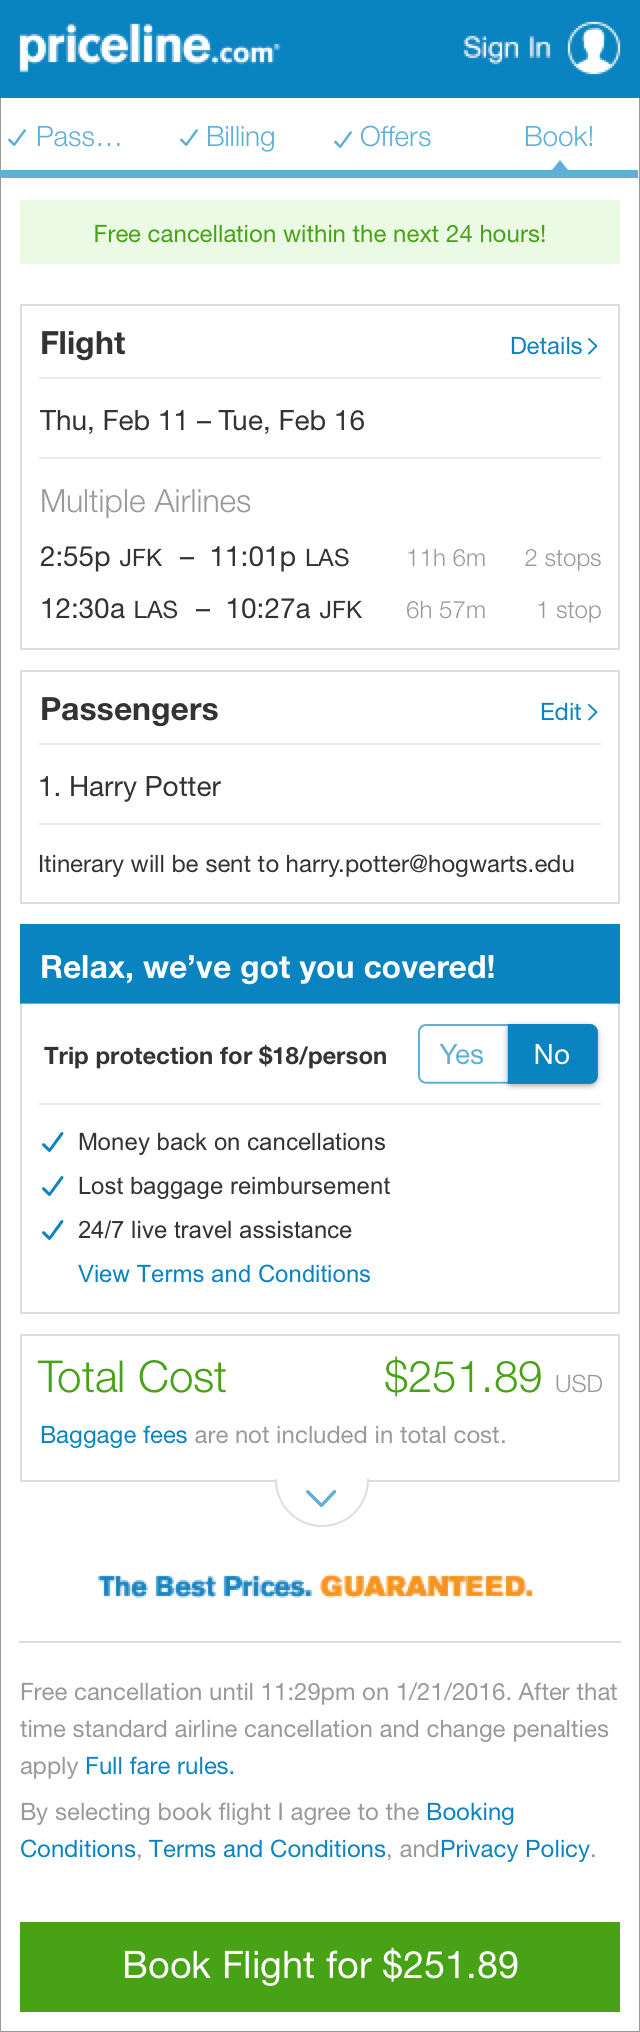 priceline.com
Sign In
Pass...
Billing
Offers
Book!
Free cancellation within the next 24 hours!
Flight
Details
Thu, Feb 11 – Tue, Feb 16
Multiple Airlines
2:55p JFK – 11:01p LAS 11h 6m 2 stops
12:30a LAS – 10:27a JFK 6h 57m 1 stop
Passengers
Edit
1. Harry Potter
Itinerary will be sent to harry.potter@hogwarts.edu
Relax, we've got you covered!
Trip protection for $18/person
Yes
No
Money back on cancellations
Lost baggage reimbursement
24/7 live travel assistance
View Terms and Conditions
Total Cost $251.89 USD
Baggage fees are not included in total cost.
The Best Prices. GUARANTEED.
Free cancellation until 11:29pm on 1/21/2016. After that
time standard airline cancellation and change penalties
apply Full fare rules.
By selecting book flight I agree to the Booking
Conditions, Terms and Conditions, andPrivacy Policy.
Book Flight for $251.89